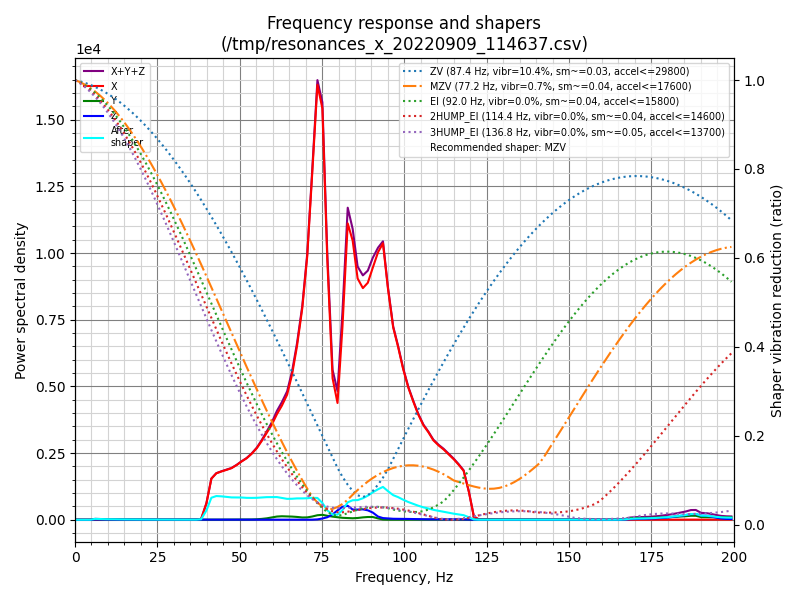 Frequency response and shapers
(/tmp/resonances_x_20220909_114637.csv)
1e4
X+Y+Z
X
Y
Z
After
shaper
ZV (87.4 Hz, vibr=10.4%, sm~=0.03, accel<=29800)
MZV (77.2 Hz, vibr=0.7%, sm~=0.04, accel<=17600)
EI (92.0 Hz, vibr=0.0%, sm~=0.04, accel<=15800)
2HUMP_EI (114.4 Hz, vibr=0.0%, sm~=0.04, accel<=14600)
3HUMP_EI (136.8 Hz, vibr=0.0%, sm~=0.05, accel<=13700)
Recommended shaper: MZV
Power spectral density
1.50
1.25
1.00
0.75
0.50
0.25
0.00
1.0
0.8
0.6
0.4
0.2
0.0
Shaper vibration reduction (ratio)
0 25 50 75 100 125 150 175 200
Frequency, Hz